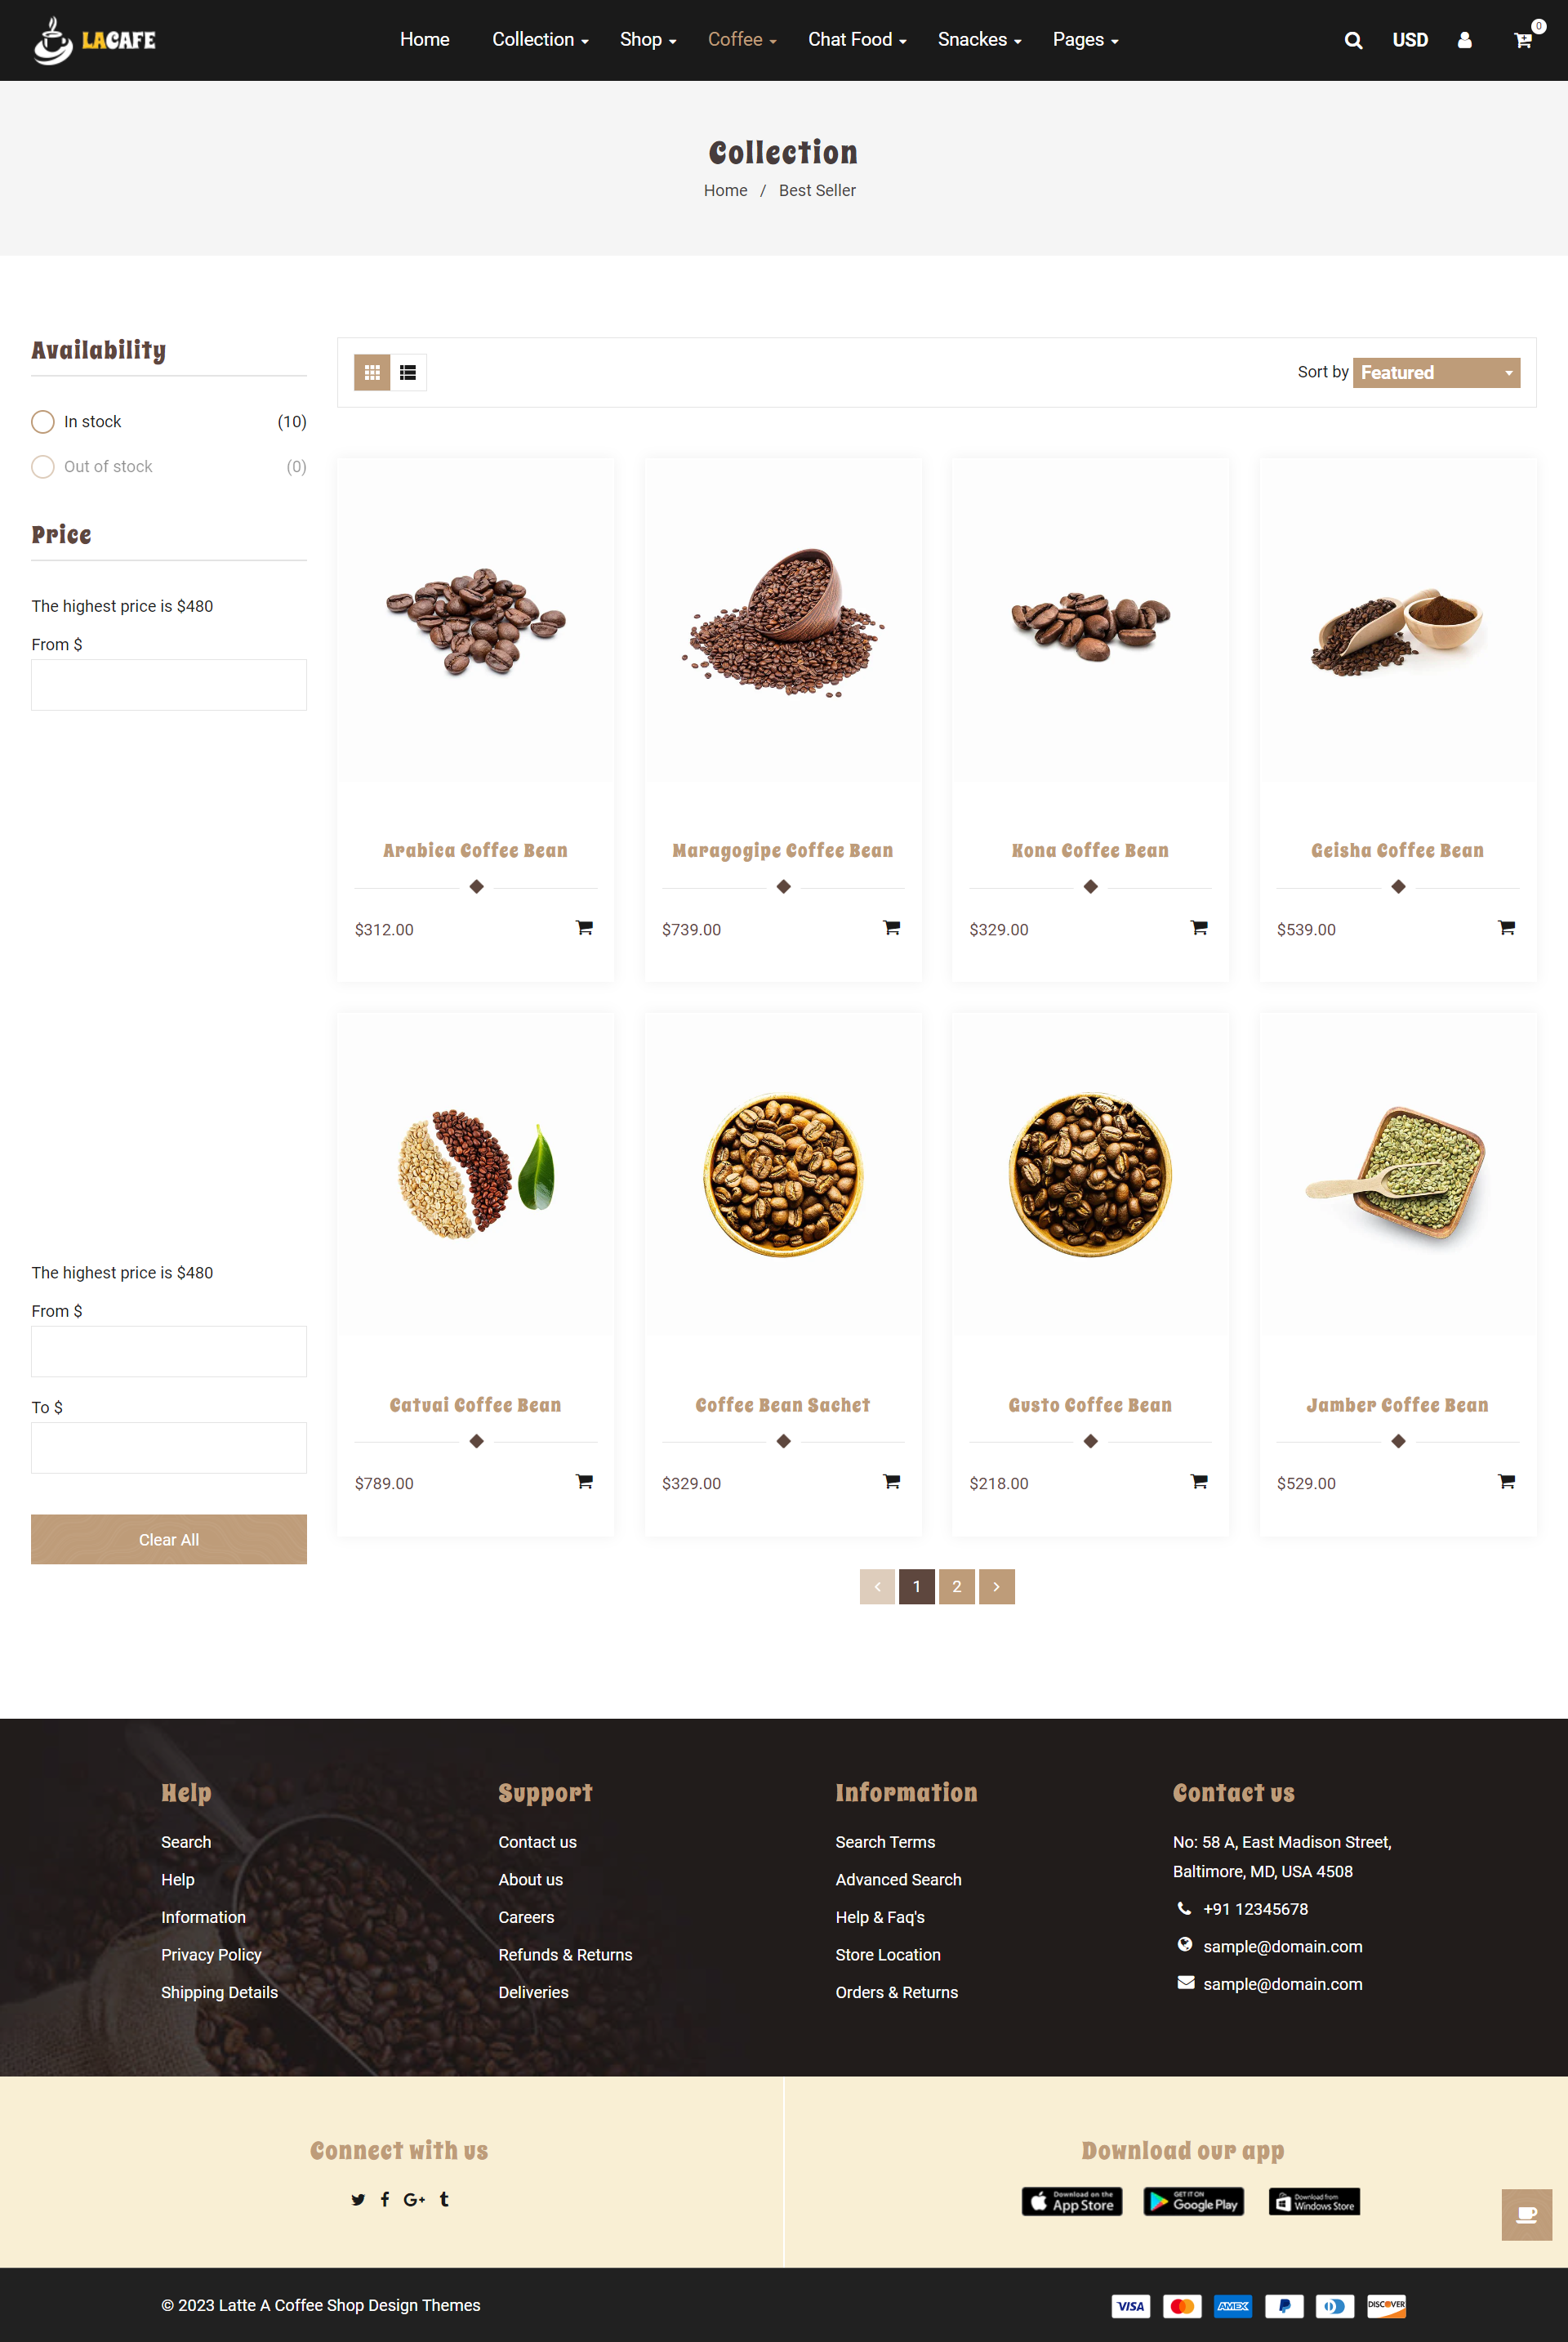 LACAFE
Home Collection Shop Coffee Chat Food Snackes Pages
USD
0
Collection
Home / Best Seller
Availability
In stock (10)
Out of stock (0)
Price
The highest price is $480
From $
The highest price is $480
From $
To $
Clear All
Sort by Featured
Arabica Coffee Bean
$312.00
Maragogipe Coffee Bean
$739.00
Kona Coffee Bean
$329.00
Geisha Coffee Bean
$539.00
Catuai Coffee Bean
$789.00
Coffee Bean Sachet
$329.00
Gusto Coffee Bean
$218.00
Jamber Coffee Bean
$529.00
1 2
Help
Search
Help
Information
Privacy Policy
Shipping Details
Support
Contact us
About us
Careers
Refunds & Returns
Deliveries
Information
Search Terms
Advanced Search
Help & Faq's
Store Location
Orders & Returns
Contact us
No: 58 A, East Madison Street,
Baltimore, MD, USA 4508
+91 12345678
sample@domain.com
sample@domain.com
Connect with us
Download our app
Download on the
App Store
GET IT ON
Google Play
Download from
Windows Store
© 2023 Latte A Coffee Shop Design Themes
VISA
AMEX
DISCOVER